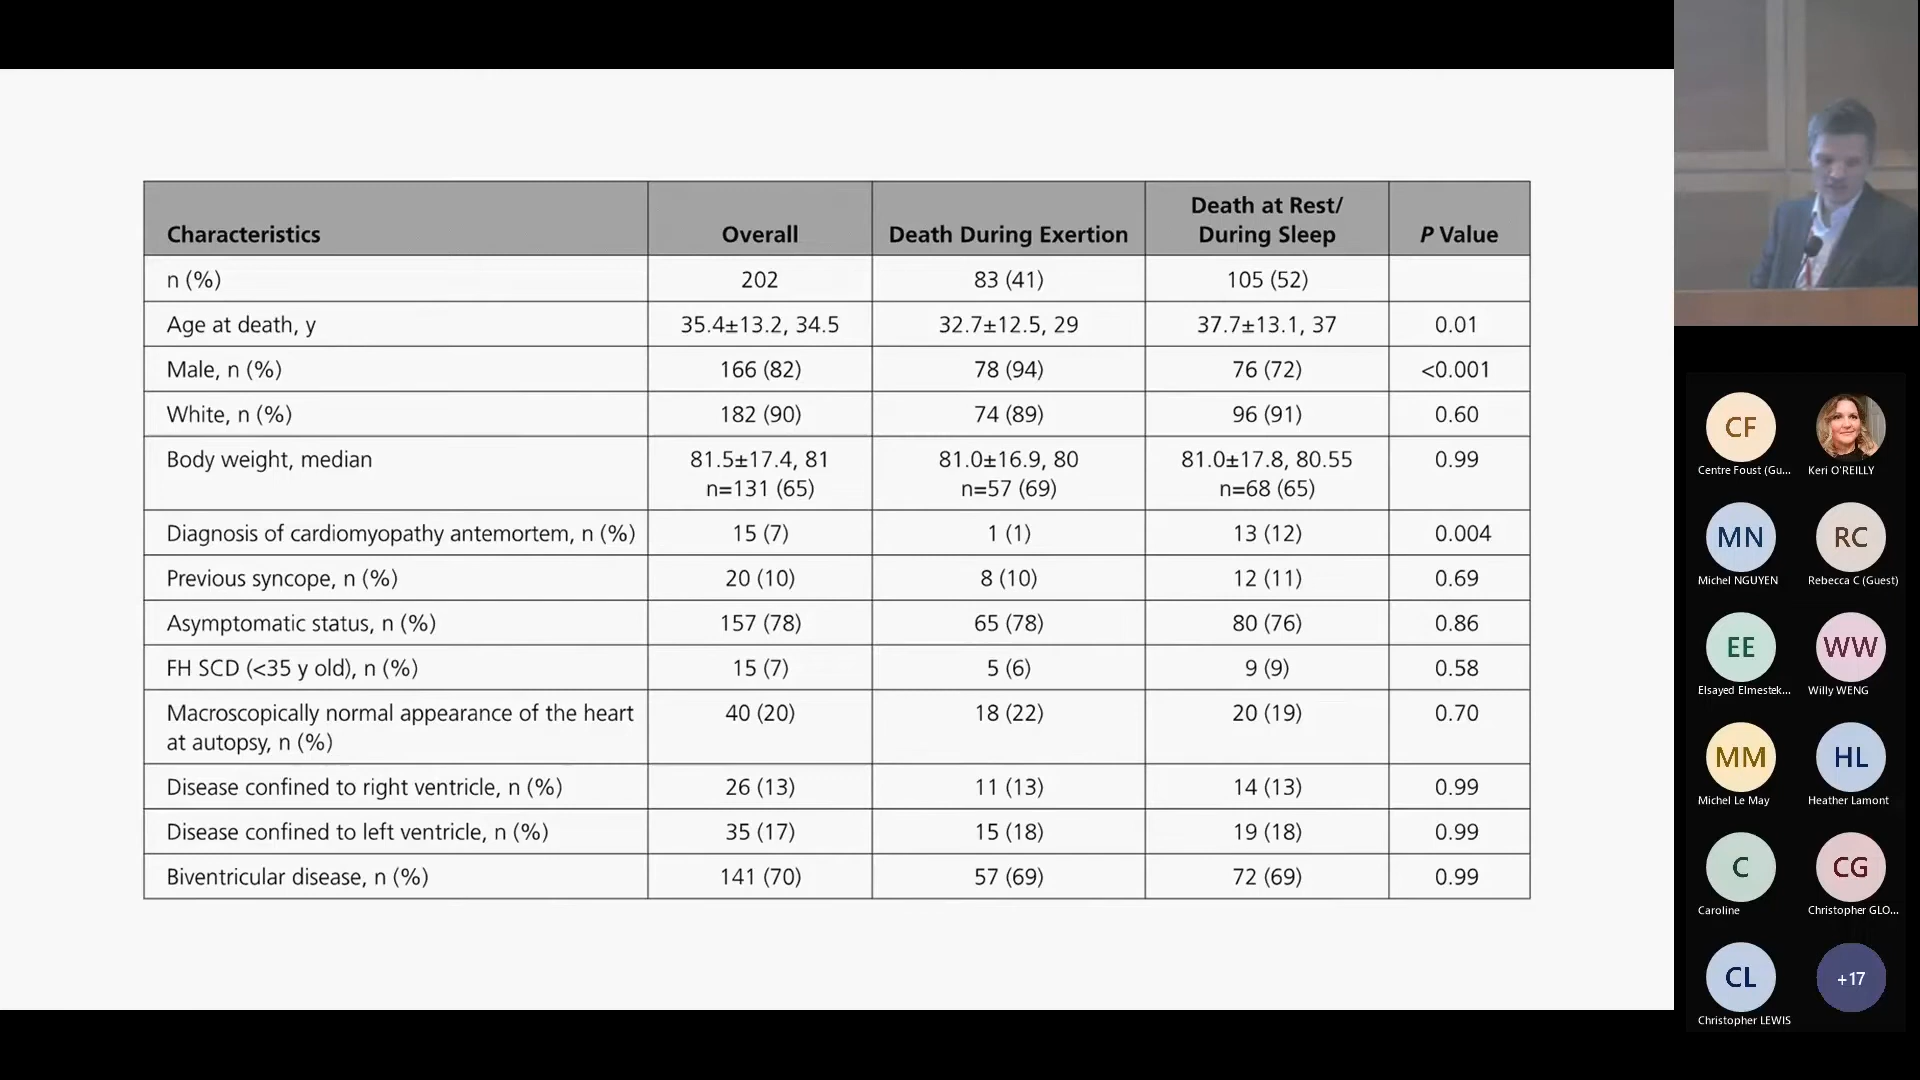 Characteristics Overall Death During Exertion Death at Rest/ During Sleep P Value
n (%) 202 83 (41) 105 (52)
Age at death, y 35.4±13.2, 34.5 32.7±12.5, 29 37.7±13.1, 37 0.01
Male, n (%) 166 (82) 78 (94) 76 (72) <0.001
White, n (%) 182 (90) 74 (89) 96 (91) 0.60
Body weight, median 81.5±17.4, 81 81.0±16.9, 80 81.0±17.8, 80.55 0.99
n=131 (65) n=57 (69) n=68 (65)
Diagnosis of cardiomyopathy antemortem, n (%) 15 (7) 1 (1) 13 (12) 0.004
Previous syncope, n (%) 20 (10) 8 (10) 12 (11) 0.69
Asymptomatic status, n (%) 157 (78) 65 (78) 80 (76) 0.86
FH SCD (<35 y old), n (%) 15 (7) 5 (6) 9 (9) 0.58
Macroscopically normal appearance of the heart 40 (20) 18 (22) 20 (19) 0.70
at autopsy, n (%)
Disease confined to right ventricle, n (%) 26 (13) 11 (13) 14 (13) 0.99
Disease confined to left ventricle, n (%) 35 (17) 15 (18) 19 (18) 0.99
Biventricular disease, n (%) 141 (70) 57 (69) 72 (69) 0.99
CF
Centre Foust (Gu... Keri O'REILLY
MN RC
Michel NGUYEN Rebecca C (Guest)
EE WW
Elsayed Elmestek... Willy WENG
MM HL
Michel Le May Heather Lamont
C CG
Caroline Christopher GLO...
CL +17
Christopher LEWIS